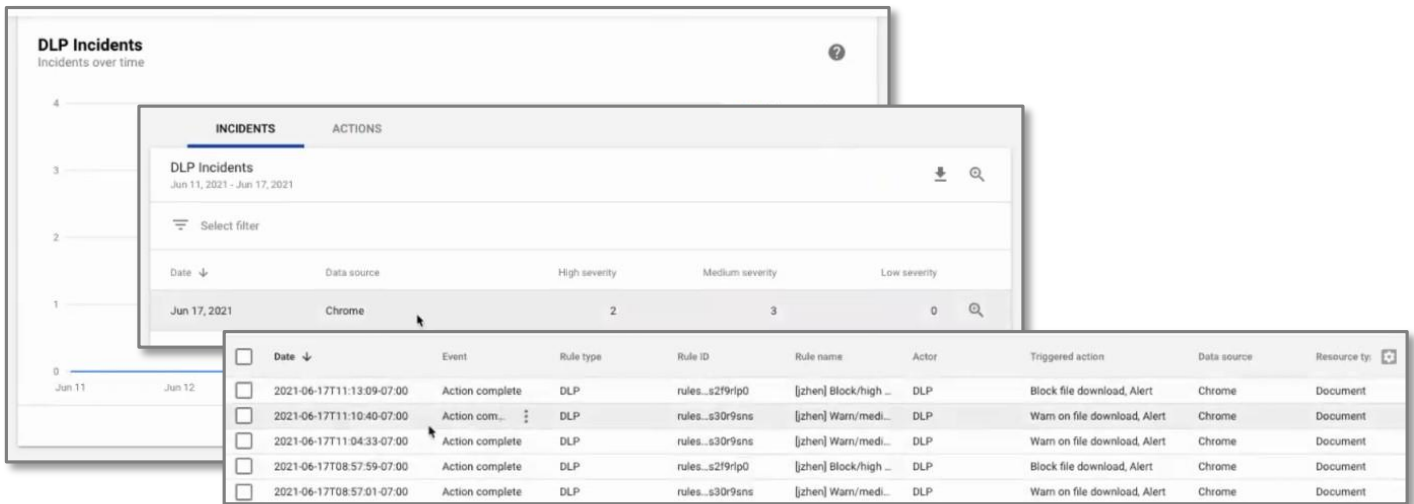 DLP Incidents
Incidents over time
4
3
2
1
0
Jun 11 Jun 12
INCIDENTS ACTIONS
DLP Incidents
Jun 11, 2021 - Jun 17, 2021
Select filter
Date Data source High severity Medium severity Low severity
Jun 17, 2021 Chrome 2 3 0
Date Event Rule type Rule ID Rule name Actor Triggered action Data source Resource ty
2021-06-17T11:13:09-07:00 Action complete DLP rules...s2f9rlp0 [jzhen] Block/high ... DLP Block file download, Alert Chrome Document
2021-06-17T11:10:40-07:00 Action com... DLP rules...s30r9sns [jzhen] Warn/medi... DLP Warn on file download, Alert Chrome Document
2021-06-17T11:04:33-07:00 Action complete DLP rules...s30r9sns [jzhen] Warn/medi... DLP Warn on file download, Alert Chrome Document
2021-06-17T08:57:59-07:00 Action complete DLP rules...s2f9rlp0 [jzhen] Block/high ... DLP Block file download, Alert Chrome Document
2021-06-17T08:57:01-07:00 Action complete DLP rules...s30r9sns [jzhen] Warn/medi... DLP Warn on file download, Alert Chrome Document